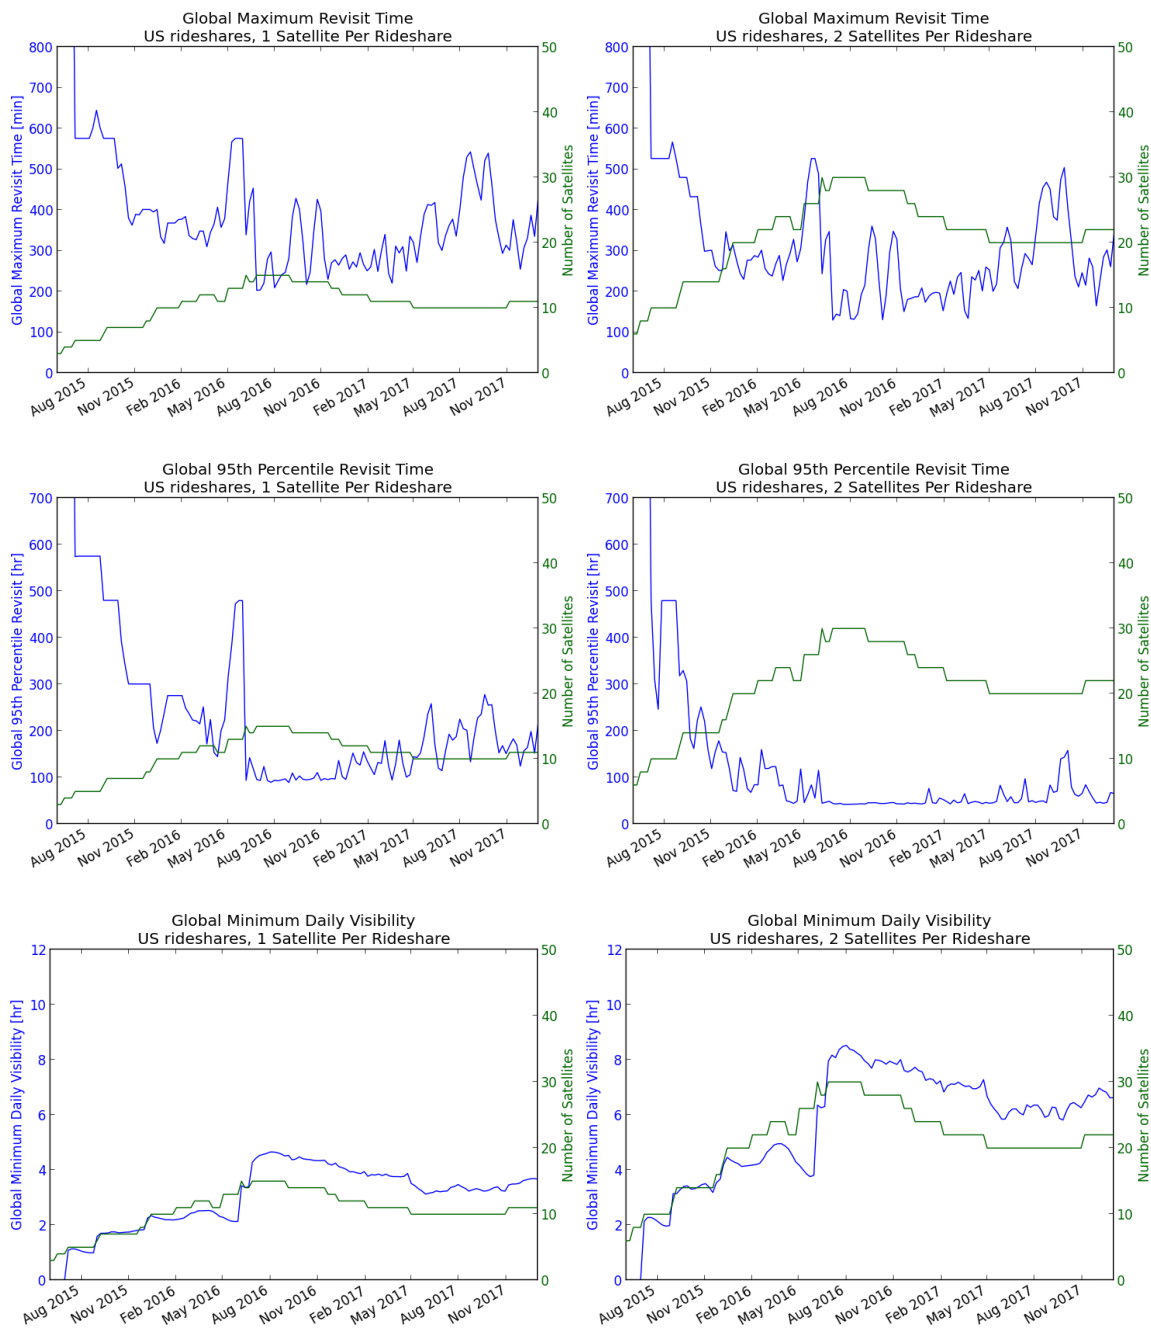 Global Maximum Revisit Time
US rideshares, 1 Satellite Per Rideshare
800
700
600
500
400
300
200
100
0
Global Maximum Revisit Time [min]
50
40
30
20
10
0
Number of Satellites
Aug 2015
Nov 2015
Feb 2016
May 2016
Aug 2016
Nov 2016
Feb 2017
May 2017
Aug 2017
Nov 2017
Global Maximum Revisit Time
US rideshares, 2 Satellites Per Rideshare
800
700
600
500
400
300
200
100
0
Global Maximum Revisit Time [min]
50
40
30
20
10
0
Number of Satellites
Aug 2015
Nov 2015
Feb 2016
May 2016
Aug 2016
Nov 2016
Feb 2017
May 2017
Aug 2017
Nov 2017
Global 95th Percentile Revisit Time
US rideshares, 1 Satellite Per Rideshare
700
600
500
400
300
200
100
0
Global 95th Percentile Revisit [hr]
50
40
30
20
10
0
Number of Satellites
Aug 2015
Nov 2015
Feb 2016
May 2016
Aug 2016
Nov 2016
Feb 2017
May 2017
Aug 2017
Nov 2017
Global 95th Percentile Revisit Time
US rideshares, 2 Satellites Per Rideshare
700
600
500
400
300
200
100
0
Global 95th Percentile Revisit [hr]
50
40
30
20
10
0
Number of Satellites
Aug 2015
Nov 2015
Feb 2016
May 2016
Aug 2016
Nov 2016
Feb 2017
May 2017
Aug 2017
Nov 2017
Global Minimum Daily Visibility
US rideshares, 1 Satellite Per Rideshare
12
10
8
6
4
2
0
Global Minimum Daily Visibility [hr]
50
40
30
20
10
0
Number of Satellites
Aug 2015
Nov 2015
Feb 2016
May 2016
Aug 2016
Nov 2016
Feb 2017
May 2017
Aug 2017
Nov 2017
Global Minimum Daily Visibility
US rideshares, 2 Satellites Per Rideshare
12
10
8
6
4
2
0
Global Minimum Daily Visibility [hr]
50
40
30
20
10
0
Number of Satellites
Aug 2015
Nov 2015
Feb 2016
May 2016
Aug 2016
Nov 2016
Feb 2017
May 2017
Aug 2017
Nov 2017